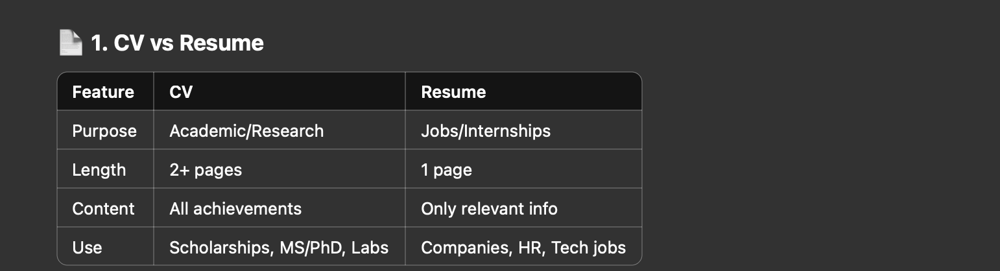 1. CV vs Resume
Feature CV Resume
Purpose Academic/Research Jobs/Internships
Length 2+ pages 1 page
Content All achievements Only relevant info
Use Scholarships, MS/PhD, Labs Companies, HR, Tech jobs